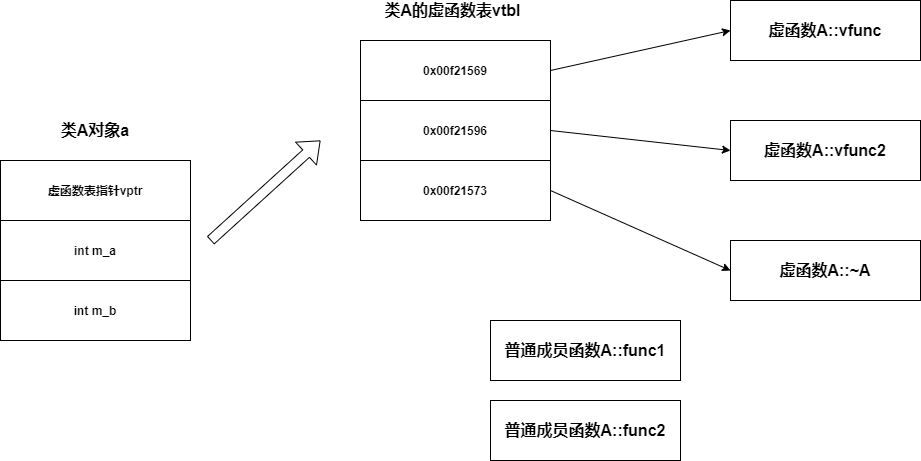 类A的虚函数表vtbl
虚函数A::vfunc
0x00f21569
类A对象a
0x00f21596
虚函数A::vfunc2
虚函数表指针vptr
0x00f21573
int m_a
虚函数A::~A
int m_b
普通成员函数A::func1
普通成员函数A::func2